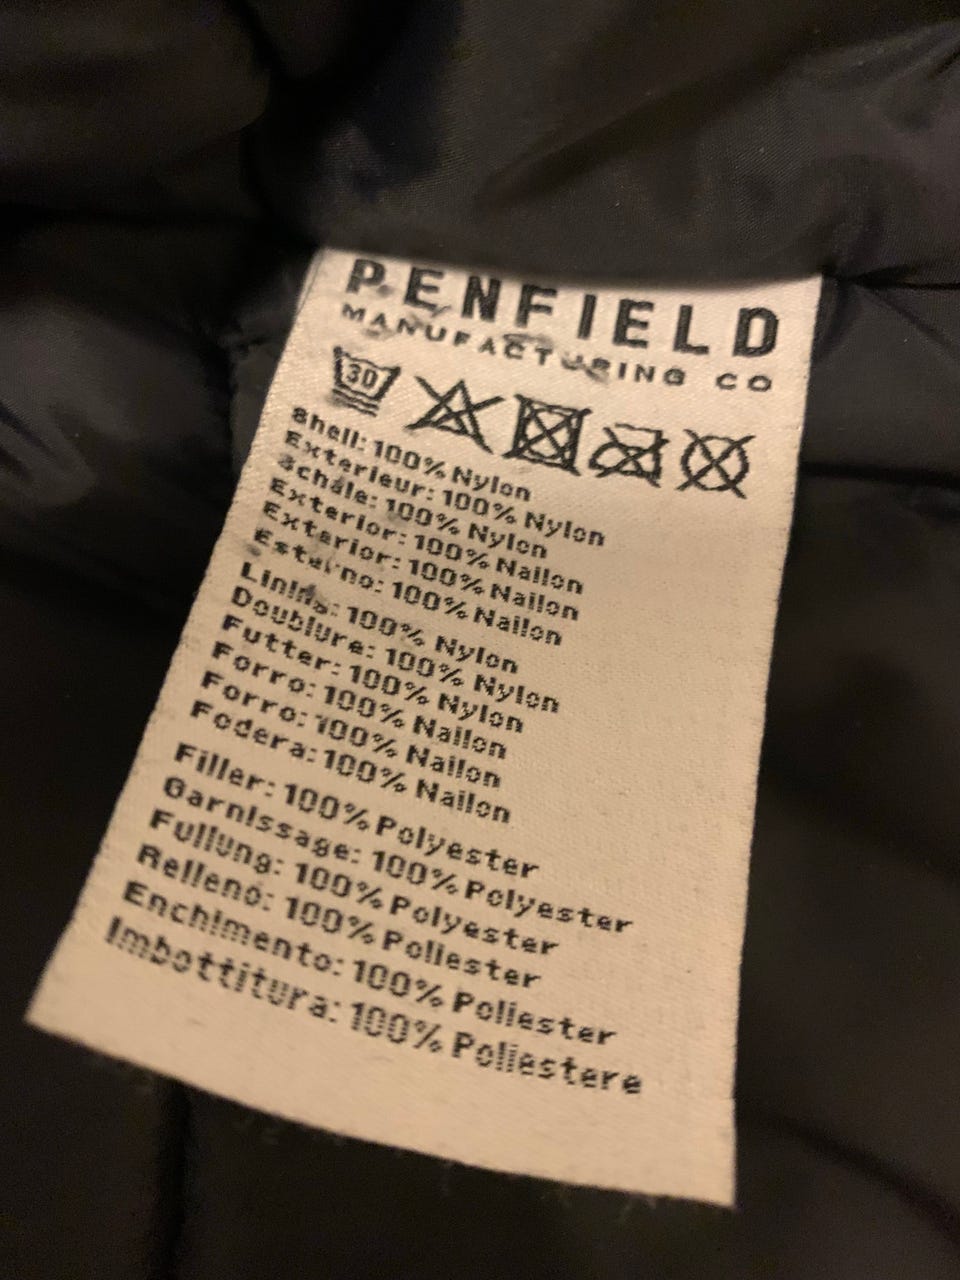 PENFIELD
MANUFACTURING CO
30
Shell: 100% Nylon
Exterieur: 100% Nylon
Schale: 100% Nylon
Exterior: 100% Nailon
Exterior: 100% Nailon
Esterno: 100% Nailon
Lining: 100% Nylon
Doublure: 100% Nylon
Futter: 100% Nylon
Forro: 100% Nailon
Forro: 100% Nailon
Fodera: 100% Nailon
Filler: 100% Polyester
Garnissage: 100% Polyester
Fullung: 100% Polyester
Relleno: 100% Poliester
Enchimento: 100% Poliester
Imbottitura: 100% Poliestere